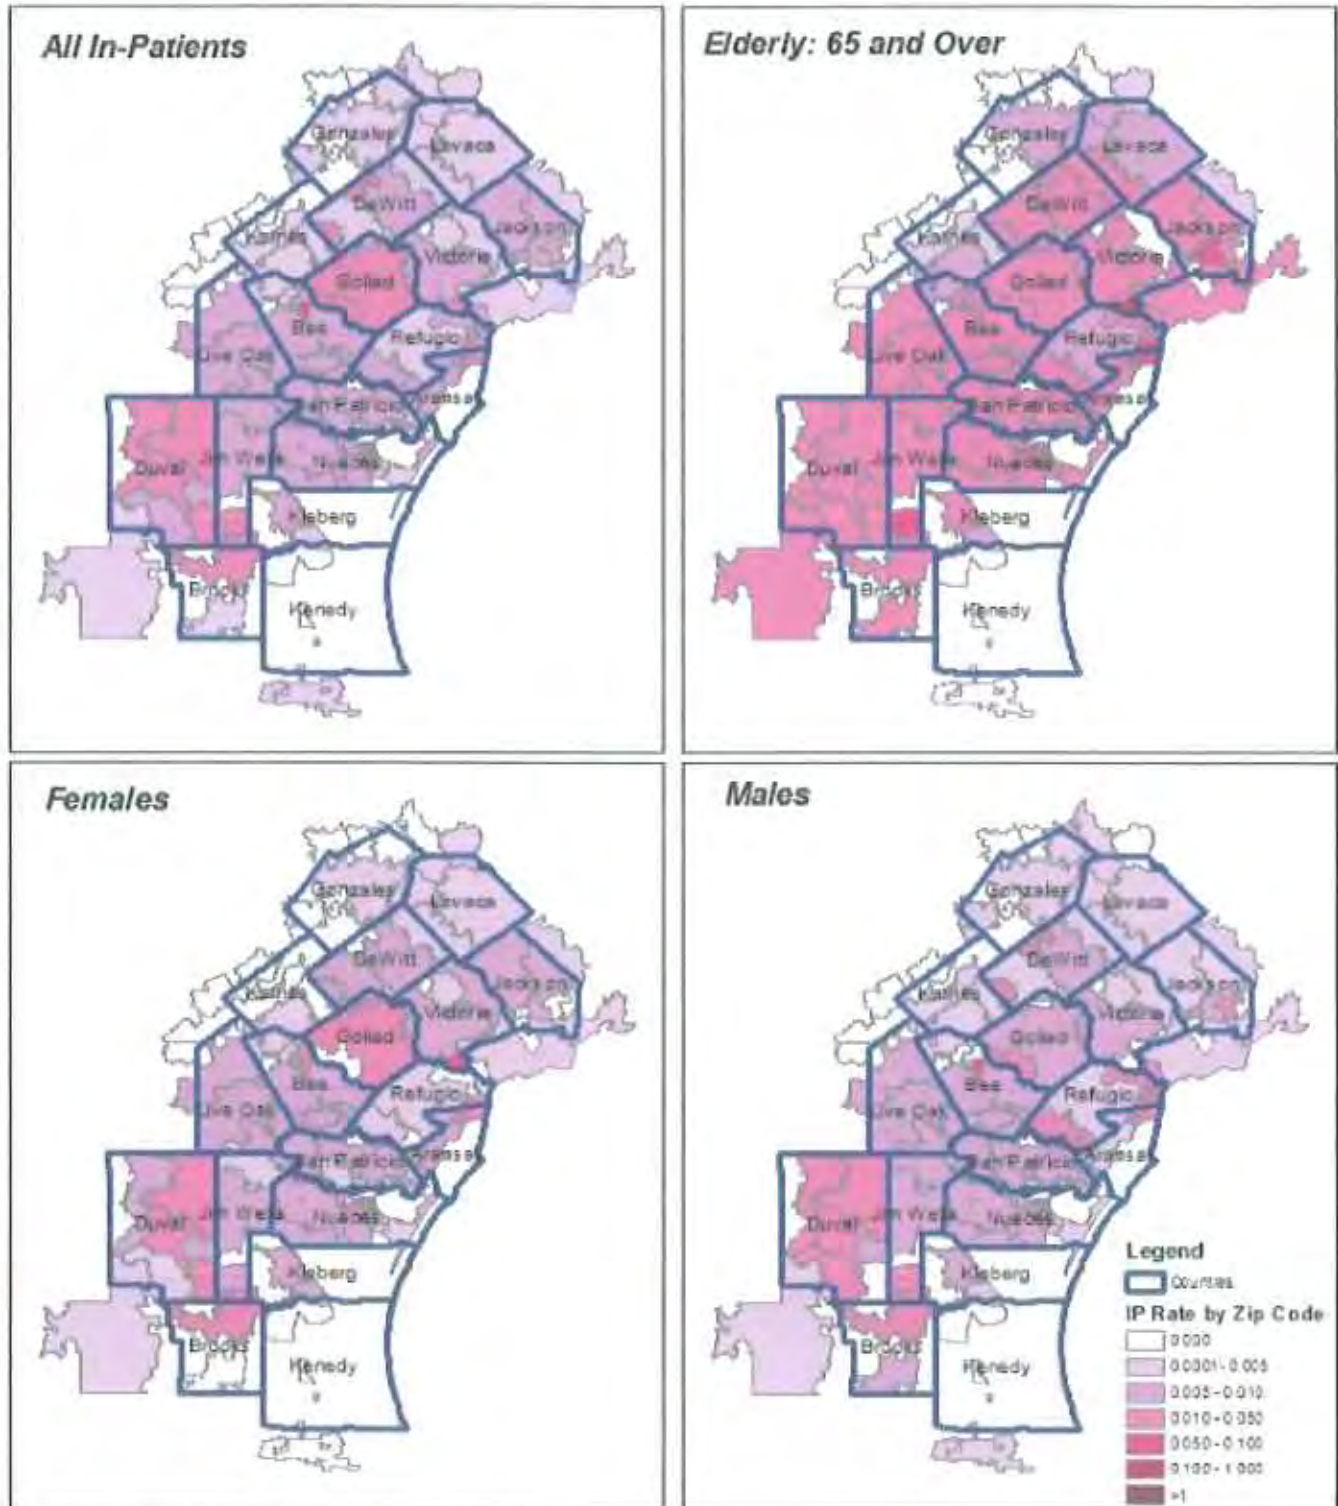 All In-Patients
Gonzales
Lavaca
DeWitt
Karnes
Jackson
Victoria
Goliad
Bee
Refugio
Live Oak
San Patricio
Aransas
Duval
Jim Wells
Nueces
Kleberg
Brooks
Kenedy
Elderly: 65 and Over
Gonzales
Lavaca
DeWitt
Karnes
Jackson
Victoria
Goliad
Bee
Refugio
Live Oak
San Patricio
Aransas
Duval
Jim Wells
Nueces
Kleberg
Brooks
Kenedy
Females
Gonzales
Lavaca
DeWitt
Karnes
Jackson
Victoria
Goliad
Bee
Refugio
Live Oak
San Patricio
Aransas
Duval
Jim Wells
Nueces
Kleberg
Brooks
Kenedy
Males
Gonzales
Lavaca
DeWitt
Karnes
Jackson
Victoria
Goliad
Bee
Refugio
Live Oak
San Patricio
Aransas
Duval
Jim Wells
Nueces
Kleberg
Brooks
Kenedy
Legend
Counties
IP Rate by Zip Code
0.000
0.0001 - 0.005
0.005 - 0.010
0.010 - 0.050
0.050 - 0.100
0.100 - 1.000
>1